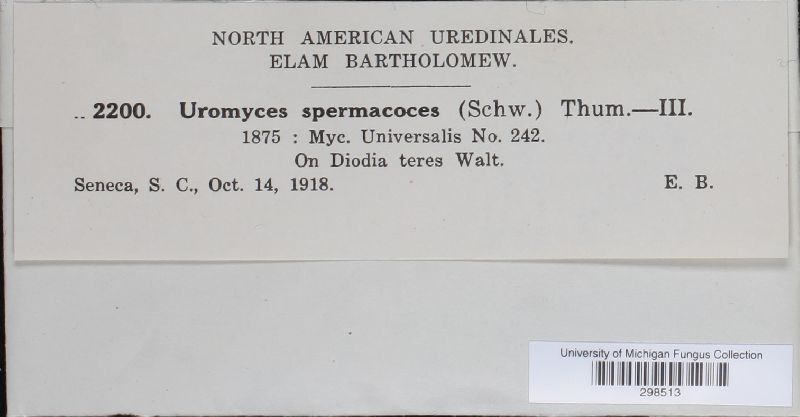 NORTH AMERICAN UREDINALES.
ELAM BARTHOLOMEW.
2200. Uromyces spermacoces (Schw.) Thum.—III.
1875 : Myc. Universalis No. 242.
On Diodia teres Walt.
Seneca, S. C., Oct. 14, 1918. E. B.
University of Michigan Fungus Collection
298513